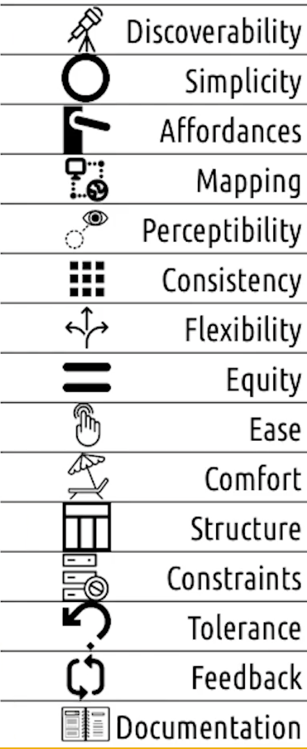 Discoverability
Simplicity
Affordances
Mapping
Perceptibility
Consistency
Flexibility
Equity
Ease
Comfort
Structure
Constraints
Tolerance
Feedback
Documentation